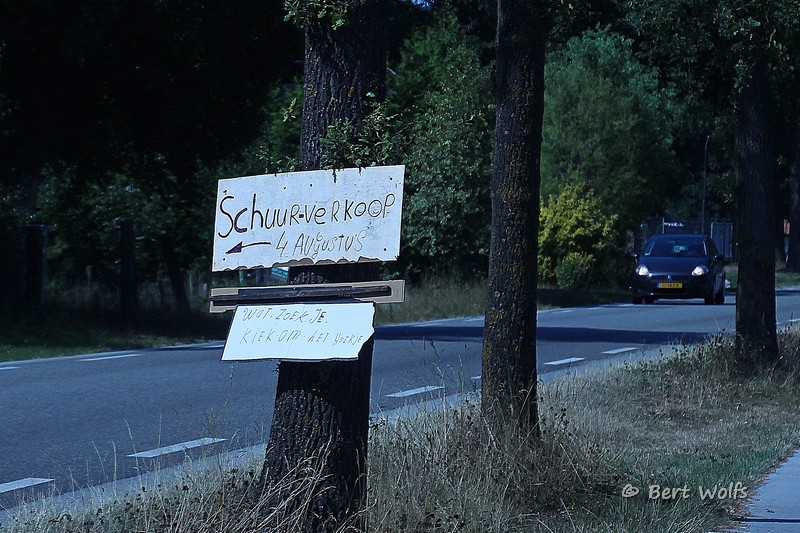 Schuur-verkoop
4 Augustus
Wat. Zoek Je.
Kiek om het Hoekje
© Bert Wolfs